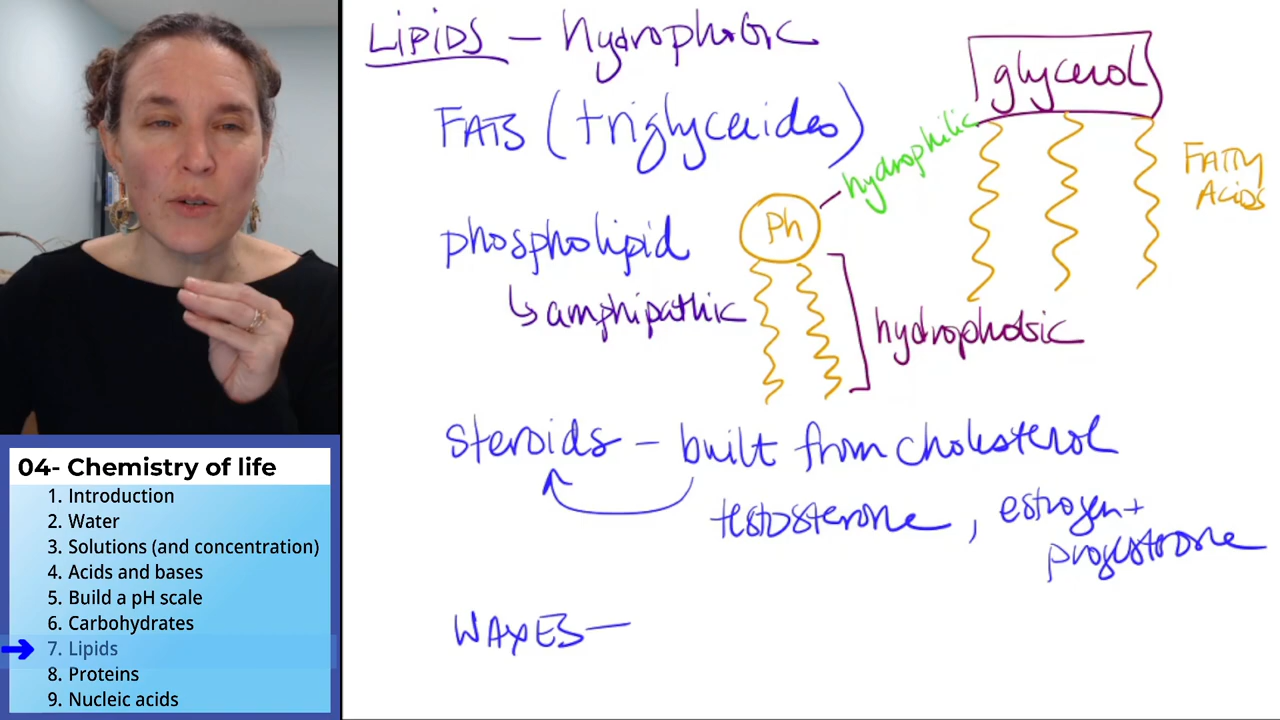 LIPIDS – hydrophobic
glycerol
FATS (triglycerides)
hydrophilic
FATTY
ACIDS
Ph
phospholipid
↳ amphipathic
hydrophobic
steroids – built from cholesterol
testosterone, estrogen +
progestrone
WAXES –
04- Chemistry of life
1. Introduction
2. Water
3. Solutions (and concentration)
4. Acids and bases
5. Build a pH scale
6. Carbohydrates
7. Lipids
8. Proteins
9. Nucleic acids